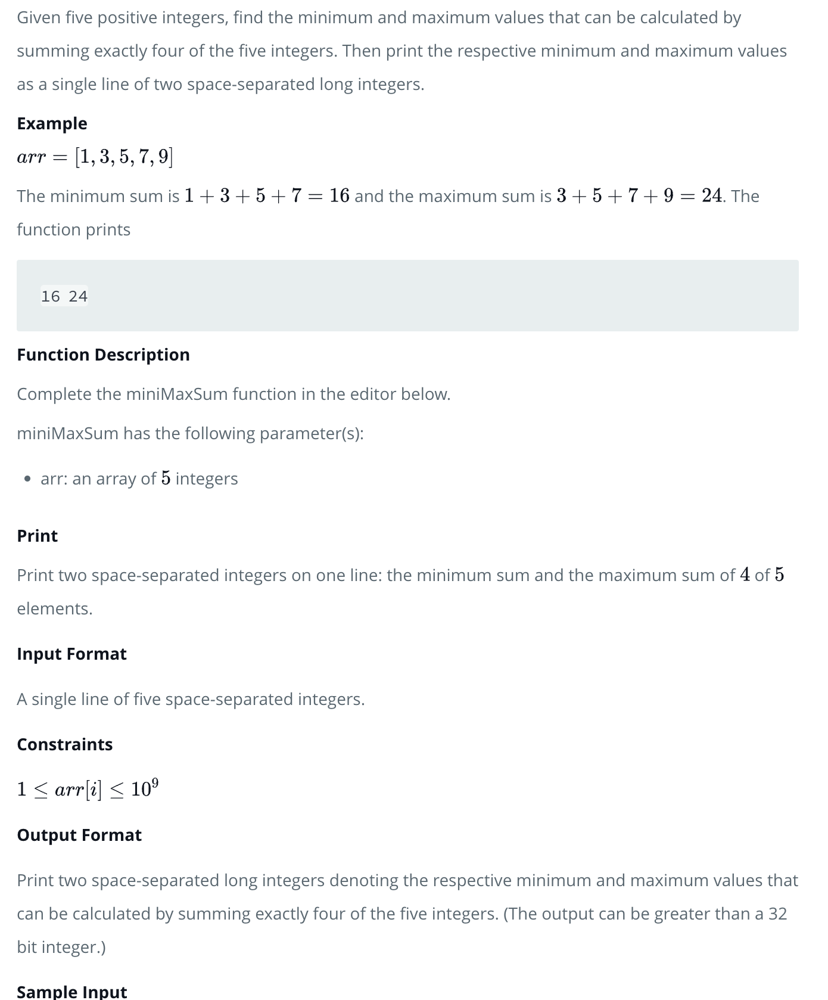 Given five positive integers, find the minimum and maximum values that can be calculated by
summing exactly four of the five integers. Then print the respective minimum and maximum values
as a single line of two space-separated long integers.
Example
arr = [1, 3, 5, 7, 9]
The minimum sum is 1 + 3 + 5 + 7 = 16 and the maximum sum is 3 + 5 + 7 + 9 = 24. The
function prints
16 24
Function Description
Complete the miniMaxSum function in the editor below.
miniMaxSum has the following parameter(s):
• arr: an array of 5 integers
Print
Print two space-separated integers on one line: the minimum sum and the maximum sum of 4 of 5
elements.
Input Format
A single line of five space-separated integers.
Constraints
1 ≤ arr[i] ≤ 10⁹
Output Format
Print two space-separated long integers denoting the respective minimum and maximum values that
can be calculated by summing exactly four of the five integers. (The output can be greater than a 32
bit integer.)
Sample Input